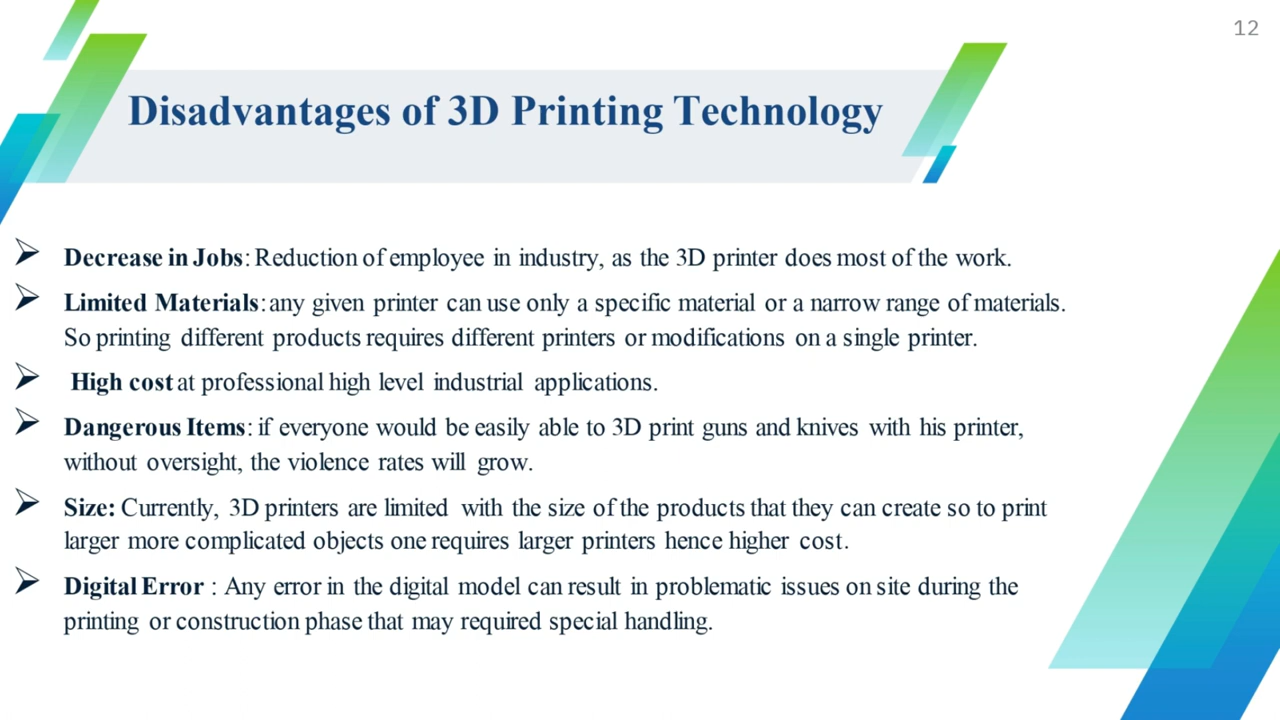 12
Disadvantages of 3D Printing Technology
➢ Decrease in Jobs: Reduction of employee in industry, as the 3D printer does most of the work.
➢ Limited Materials: any given printer can use only a specific material or a narrow range of materials.
So printing different products requires different printers or modifications on a single printer.
➢ High cost at professional high level industrial applications.
➢ Dangerous Items: if everyone would be easily able to 3D print guns and knives with his printer,
without oversight, the violence rates will grow.
➢ Size: Currently, 3D printers are limited with the size of the products that they can create so to print
larger more complicated objects one requires larger printers hence higher cost.
➢ Digital Error : Any error in the digital model can result in problematic issues on site during the
printing or construction phase that may required special handling.